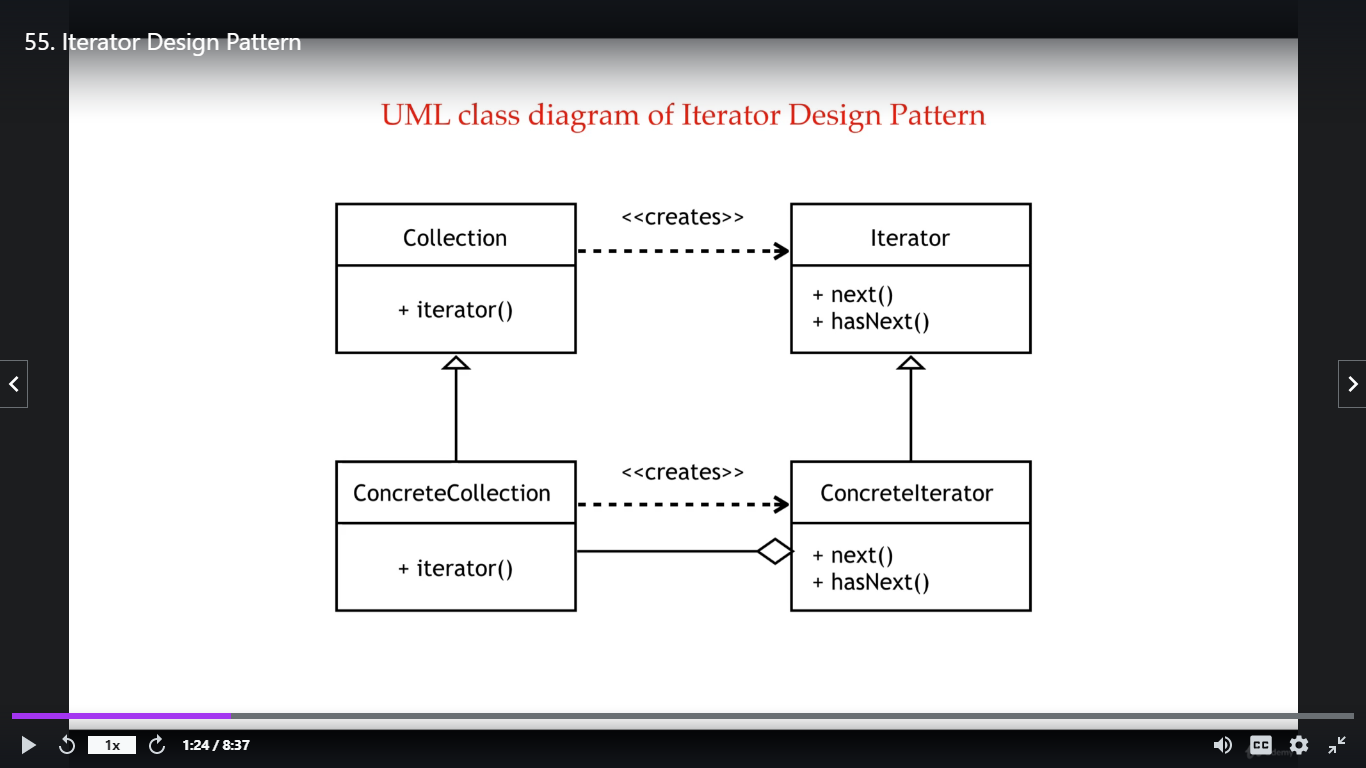 55. Iterator Design Pattern
UML class diagram of Iterator Design Pattern
Collection
+ iterator()
<<creates>>
Iterator
+ next()
+ hasNext()
ConcreteCollection
+ iterator()
<<creates>>
ConcreteIterator
+ next()
+ hasNext()
1x
1:24 / 8:37
CC